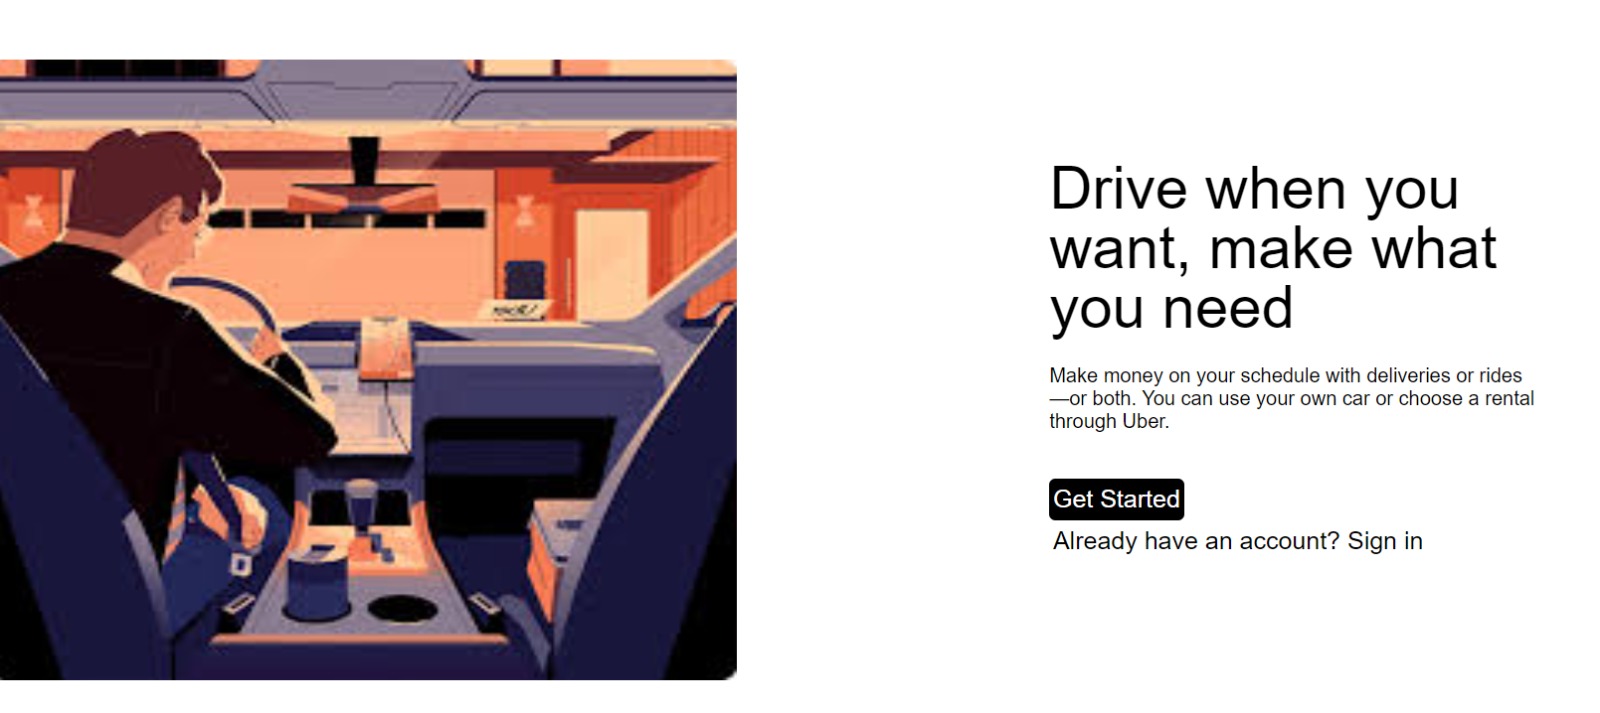 Drive when you
want, make what
you need
Make money on your schedule with deliveries or rides
—or both. You can use your own car or choose a rental
through Uber.
Get Started
Already have an account? Sign in